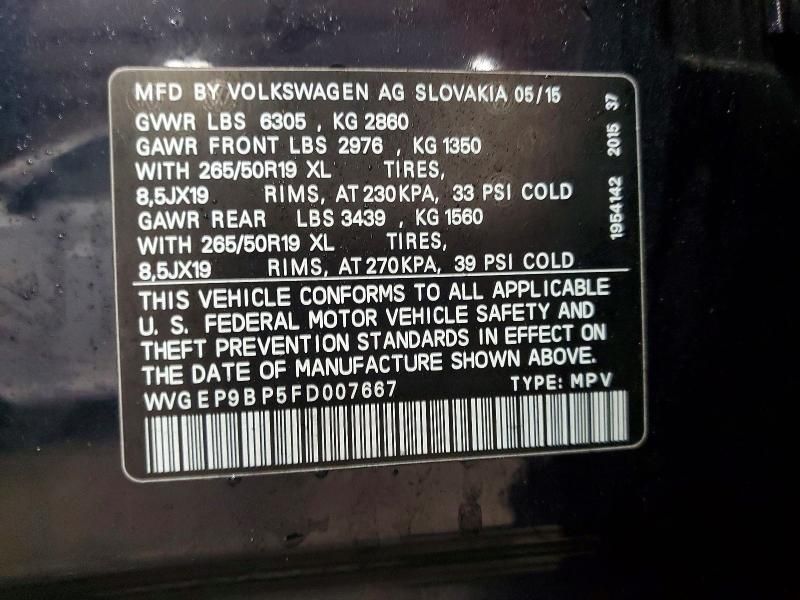 MFD BY VOLKSWAGEN AG SLOVAKIA 05/15
GVWR LBS 6305 , KG 2860
GAWR FRONT LBS 2976 , KG 1350
WITH 265/50R19 XL TIRES,
8,5JX19 RIMS, AT 230KPA, 33 PSI COLD
GAWR REAR LBS 3439 , KG 1560
WITH 265/50R19 XL TIRES,
8,5JX19 RIMS, AT 270KPA, 39 PSI COLD
THIS VEHICLE CONFORMS TO ALL APPLICABLE
U. S. FEDERAL MOTOR VEHICLE SAFETY AND
THEFT PREVENTION STANDARDS IN EFFECT ON
THE DATE OF MANUFACTURE SHOWN ABOVE.
WVGEP9BP5FD007667 TYPE: MPV
1954142 2015 37